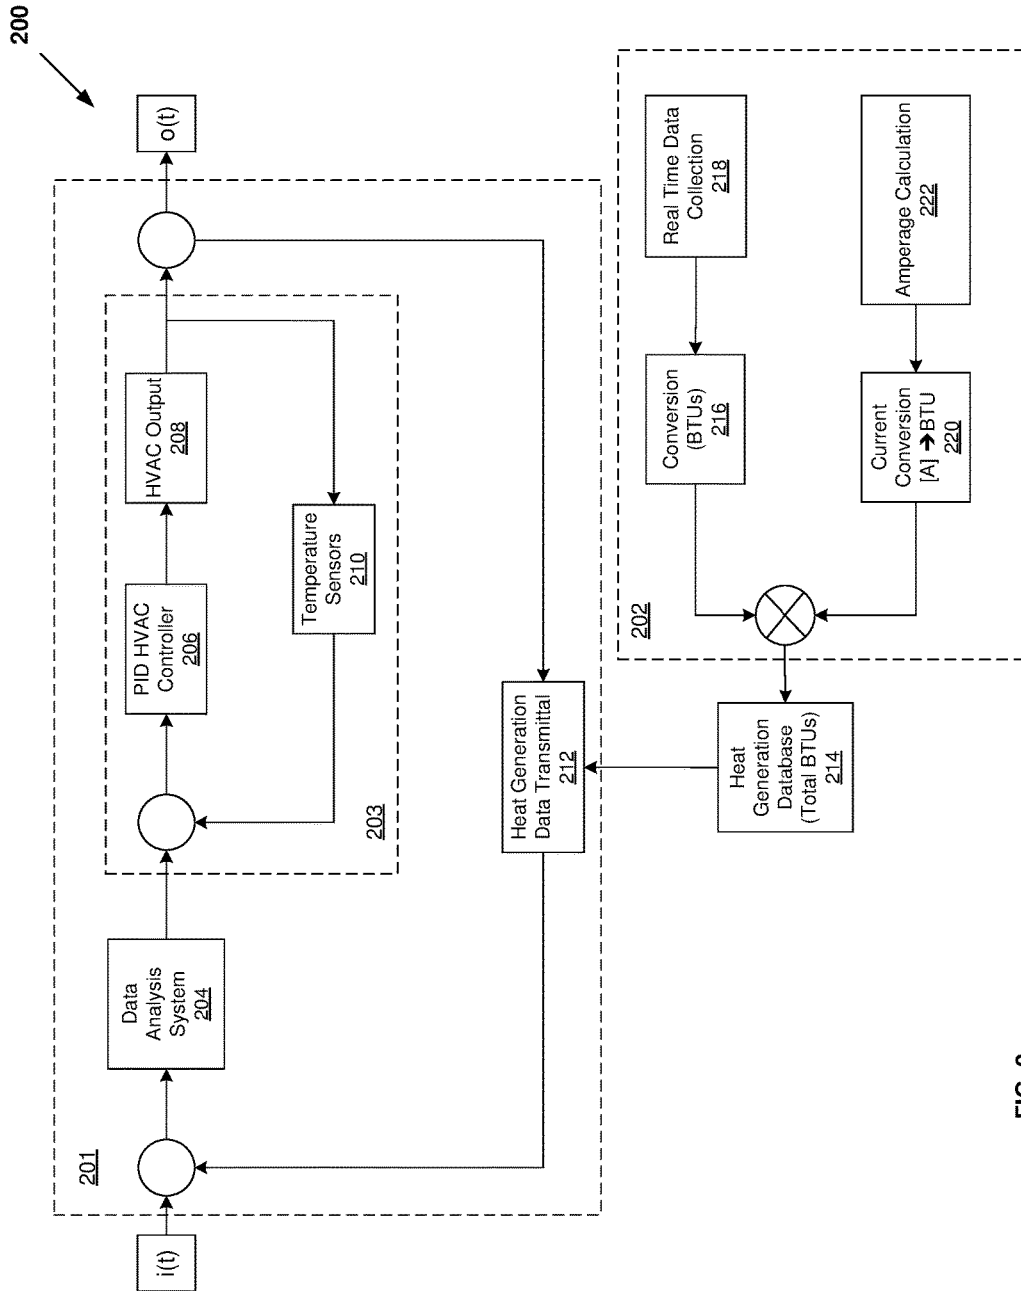 200
201
i(t)
Data
Analysis
System
204
203
PID HVAC
Controller
206
HVAC Output
208
Temperature
Sensors
210
o(t)
Heat Generation
Data Transmittal
212
Heat
Generation
Database
(Total BTUs)
214
202
Conversion
(BTUs)
216
Real Time Data
Collection
218
Current
Conversion
[A] ➔BTU
220
Amperage Calculation
222